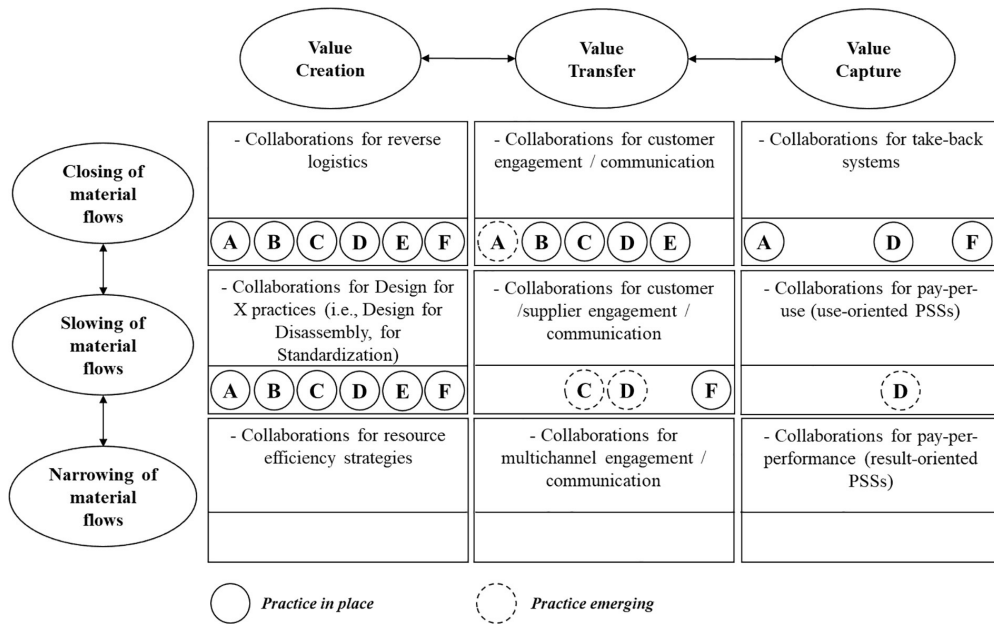 Value
Creation
Value
Transfer
Value
Capture
Closing of
material
flows
- Collaborations for reverse
logistics
- Collaborations for customer
engagement / communication
- Collaborations for take-back
systems
A B C D E F
A B C D E
A D F
Slowing of
material
flows
- Collaborations for Design for
X practices (i.e., Design for
Disassembly, for
Standardization)
- Collaborations for customer
/supplier engagement /
communication
- Collaborations for pay-per-
use (use-oriented PSSs)
A B C D E F
C D F
D
Narrowing of
material
flows
- Collaborations for resource
efficiency strategies
- Collaborations for
multichannel engagement /
communication
- Collaborations for pay-per-
performance (result-oriented
PSSs)
Practice in place
Practice emerging